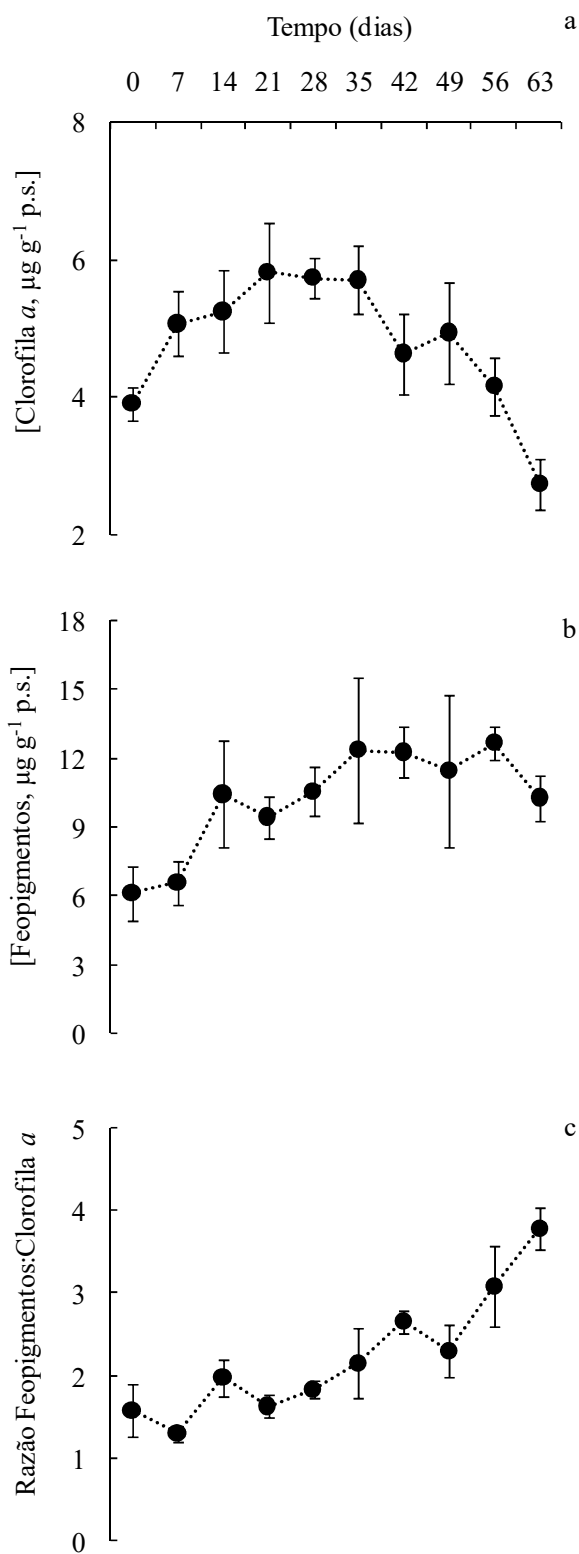 Tempo (dias)
a
0 7 14 21 28 35 42 49 56 63
8
6
4
2
[Clorofila a, µg g-1 p.s.]
b
18
15
12
9
6
3
0
[Feopigmentos, µg g-1 p.s.]
c
5
4
3
2
1
0
Razão Feopigmentos:Clorofila a